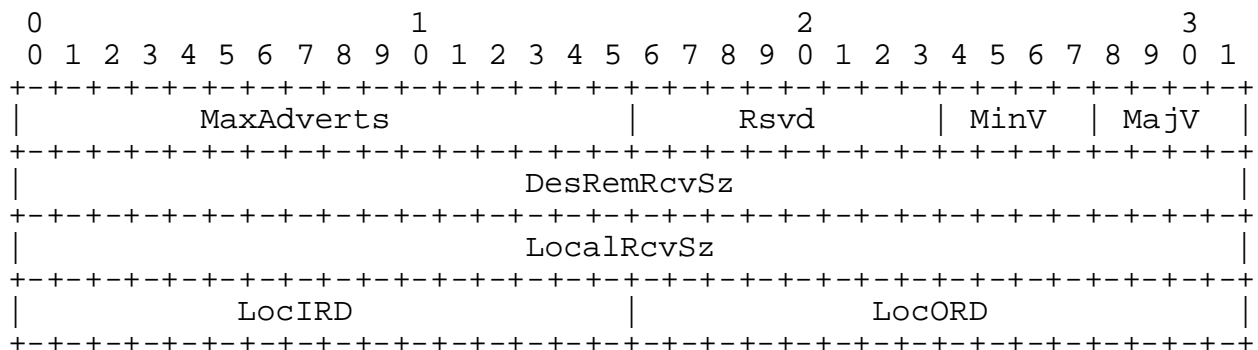 0                   1                   2                   3
 0 1 2 3 4 5 6 7 8 9 0 1 2 3 4 5 6 7 8 9 0 1 2 3 4 5 6 7 8 9 0 1
+-+-+-+-+-+-+-+-+-+-+-+-+-+-+-+-+-+-+-+-+-+-+-+-+-+-+-+-+-+-+-+-+
|         MaxAdverts            |     Rsvd      | MinV  | MajV  |
+-+-+-+-+-+-+-+-+-+-+-+-+-+-+-+-+-+-+-+-+-+-+-+-+-+-+-+-+-+-+-+-+
|                          DesRemRcvSz                          |
+-+-+-+-+-+-+-+-+-+-+-+-+-+-+-+-+-+-+-+-+-+-+-+-+-+-+-+-+-+-+-+-+
|                          LocalRcvSz                           |
+-+-+-+-+-+-+-+-+-+-+-+-+-+-+-+-+-+-+-+-+-+-+-+-+-+-+-+-+-+-+-+-+
|           LocIRD              |            LocORD             |
+-+-+-+-+-+-+-+-+-+-+-+-+-+-+-+-+-+-+-+-+-+-+-+-+-+-+-+-+-+-+-+-+